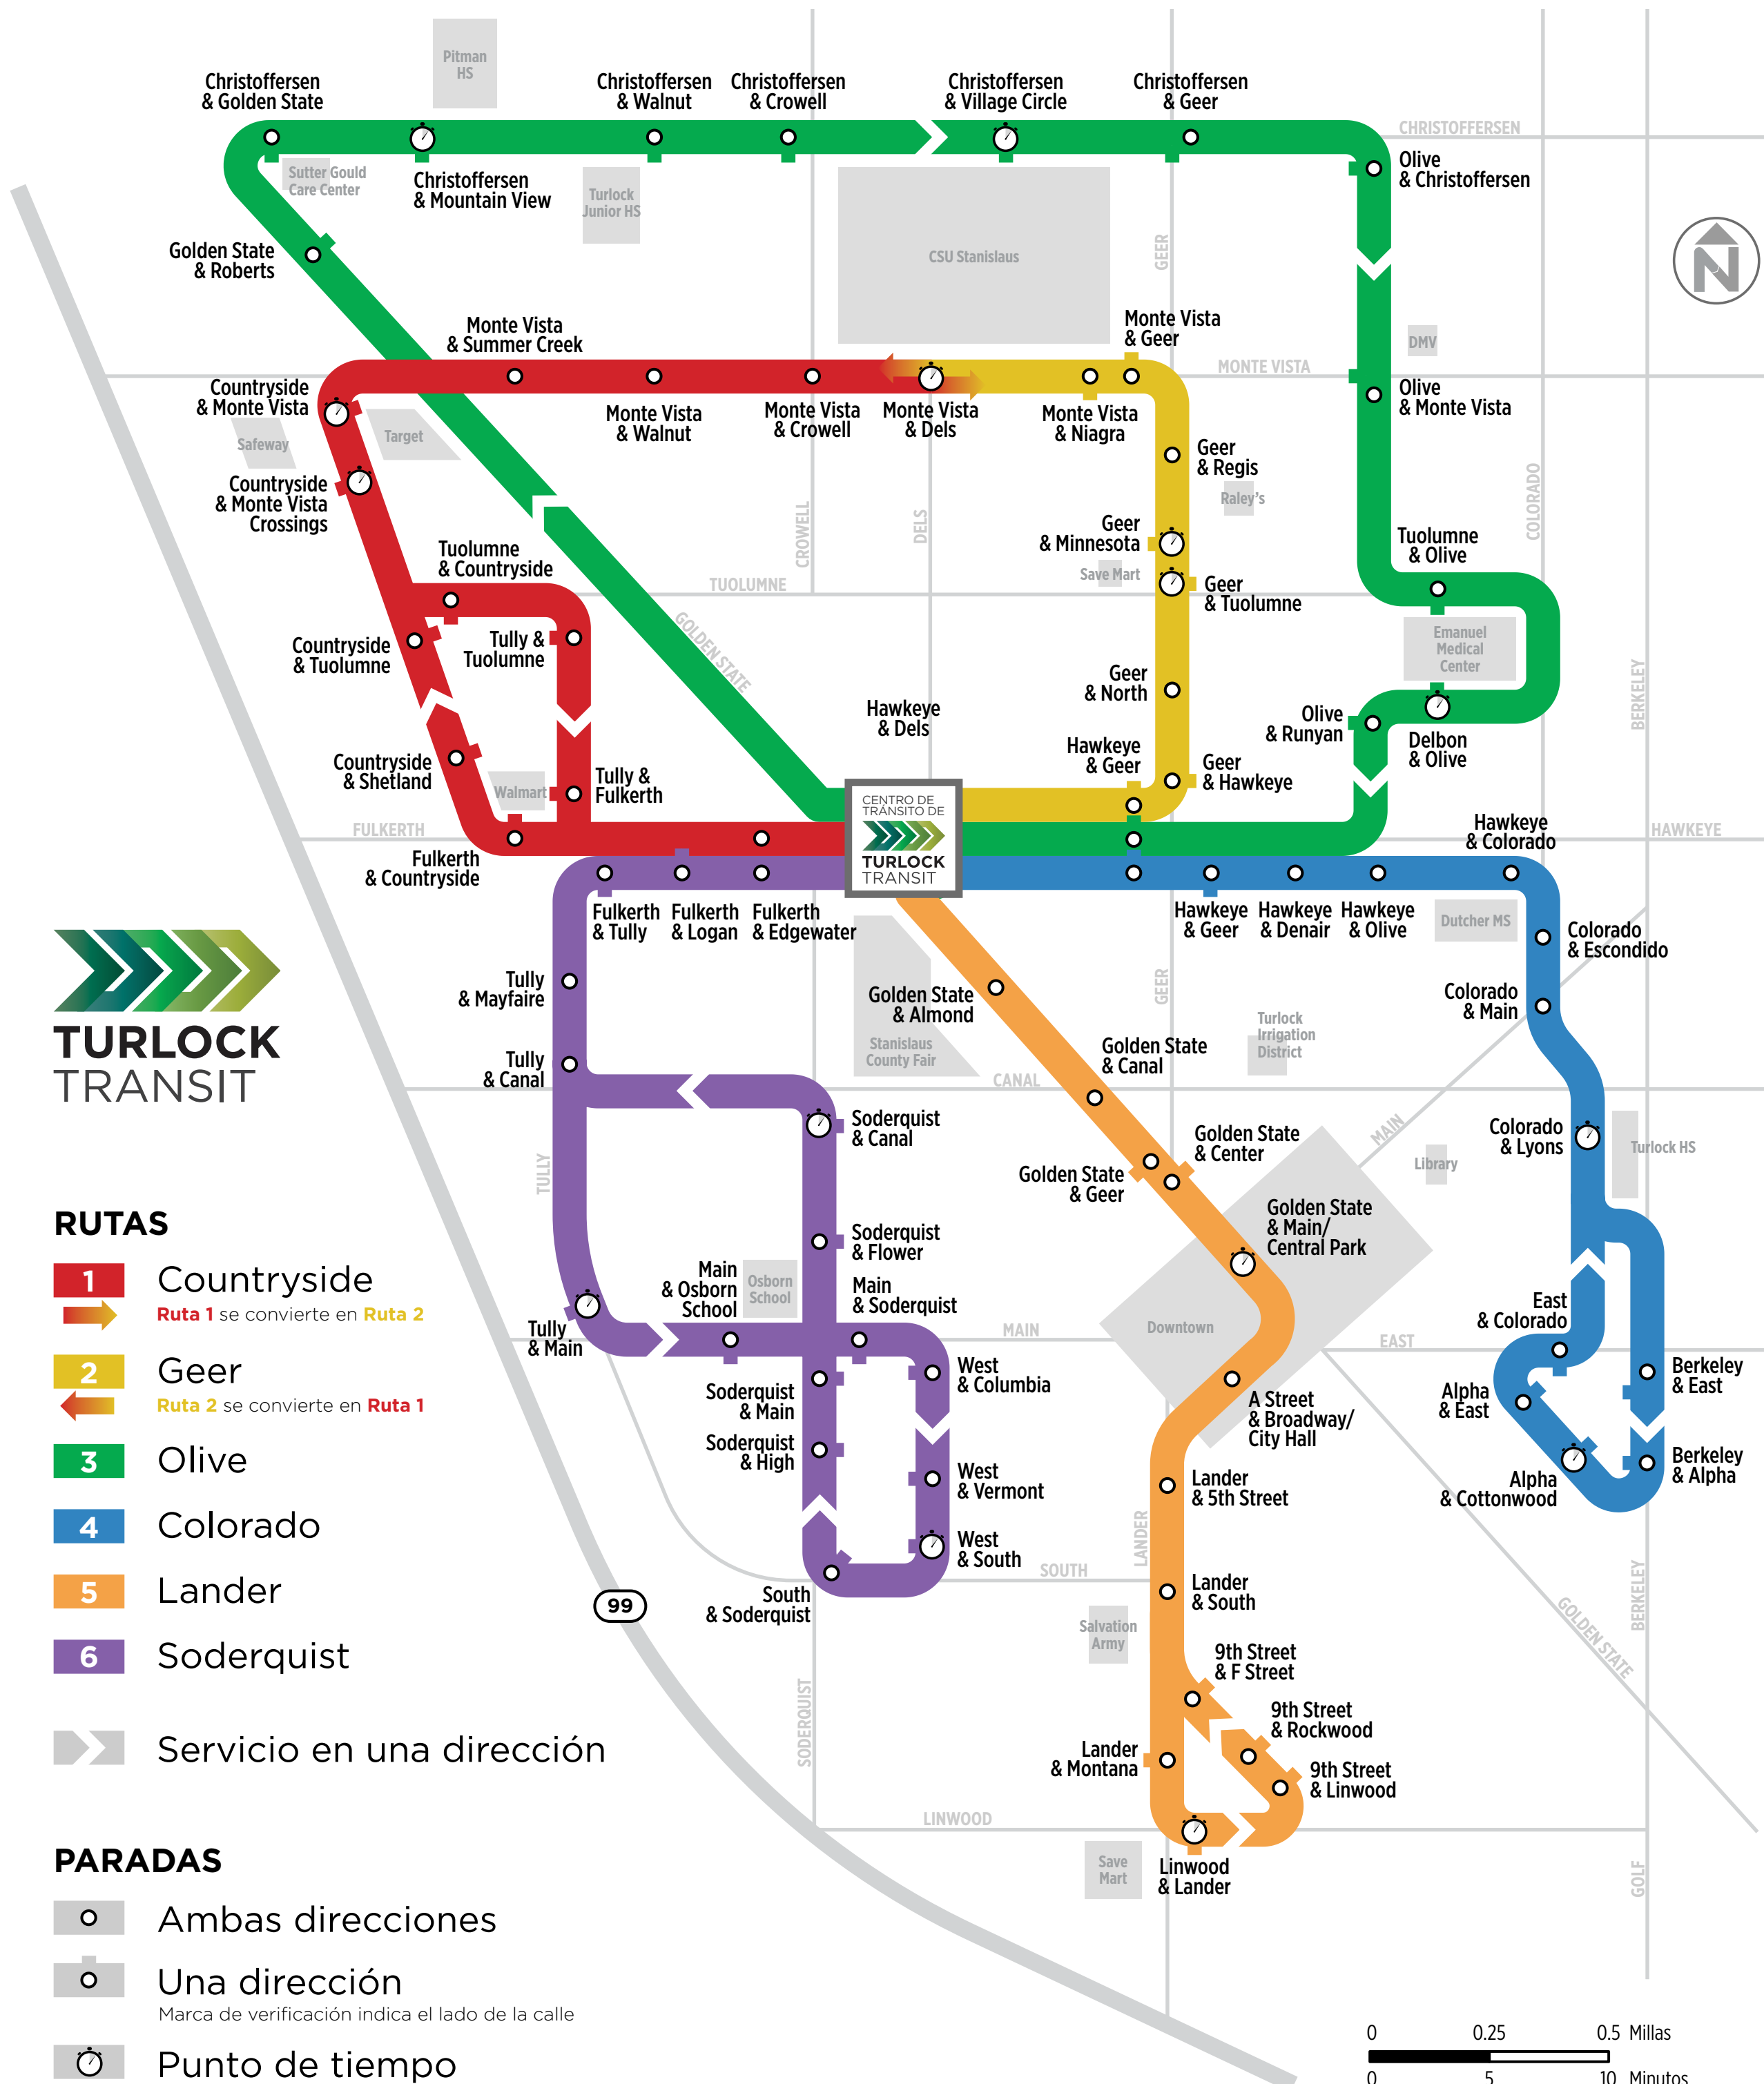 Pitman
HS
Christoffersen
& Golden State
Christoffersen
& Walnut
Christoffersen
& Crowell
Christoffersen
& Village Circle
Christoffersen
& Geer
CHRISTOFFERSEN
Olive
& Christoffersen
Sutter Gould
Care Center
Christoffersen
& Mountain View
Turlock
Junior HS
CSU Stanislaus
GEER
Golden State
& Roberts
N
Monte Vista
& Summer Creek
Monte Vista
& Geer
DMV
MONTE VISTA
Countryside
& Monte Vista
Olive
& Monte Vista
Safeway
Target
Monte Vista
& Walnut
Monte Vista
& Crowell
Monte Vista
& Dels
Monte Vista
& Niagra
Geer
& Regis
Raley's
Countryside
& Monte Vista
Crossings
CROWELL
DELS
COLORADO
Geer
& Minnesota
Tuolumne
& Olive
Tuolumne
& Countryside
Save Mart
TUOLUMNE
Geer
& Tuolumne
GOLDEN STATE
Countryside
& Tuolumne
Tully &
Tuolumne
Emanuel
Medical
Center
BERKELEY
Geer
& North
Hawkeye
& Dels
Olive
& Runyan
Delbon
& Olive
Hawkeye
& Geer
Geer
& Hawkeye
Countryside
& Shetland
Walmart
Tully &
Fulkerth
CENTRO DE
TRÁNSITO DE
TURLOCK
TRANSIT
FULKERTH
Hawkeye
& Colorado
HAWKEYE
Fulkerth
& Countryside
Fulkerth
& Tully
Fulkerth
& Logan
Fulkerth
& Edgewater
Hawkeye
& Geer
Hawkeye
& Denair
Hawkeye
& Olive
Dutcher MS
Colorado
& Escondido
TURLOCK
TRANSIT
Tully
& Mayfaire
Golden State
& Almond
GEER
Colorado
& Main
Stanislaus
County Fair
Golden State
& Canal
Turlock
Irrigation
District
Tully
& Canal
CANAL
Soderquist
& Canal
MAIN
Colorado
& Lyons
Turlock HS
Library
Golden State
& Center
Golden State
& Geer
TULLY
Golden State
& Main/
Central Park
Soderquist
& Flower
Main
& Osborn
School
Osborn
School
Main
& Soderquist
East
& Colorado
Tully
& Main
MAIN
Downtown
EAST
West
& Columbia
Soderquist
& Main
A Street
& Broadway/
City Hall
Alpha
& East
Berkeley
& East
Soderquist
& High
West
& Vermont
Lander
& 5th Street
Alpha
& Cottonwood
Berkeley
& Alpha
LANDER
West
& South
SOUTH
South
& Soderquist
Lander
& South
BERKELEY
GOLDEN STATE
99
Salvation
Army
9th Street
& F Street
SODERQUIST
9th Street
& Rockwood
Lander
& Montana
9th Street
& Linwood
LINWOOD
Save
Mart
Linwood
& Lander
GOLF
RUTAS
1 Countryside
Ruta 1 se convierte en Ruta 2
2 Geer
Ruta 2 se convierte en Ruta 1
3 Olive
4 Colorado
5 Lander
6 Soderquist
Servicio en una dirección
PARADAS
Ambas direcciones
Una dirección
Marca de verificación indica el lado de la calle
Punto de tiempo
0 0.25 0.5 Millas
0 5 10 Minutos